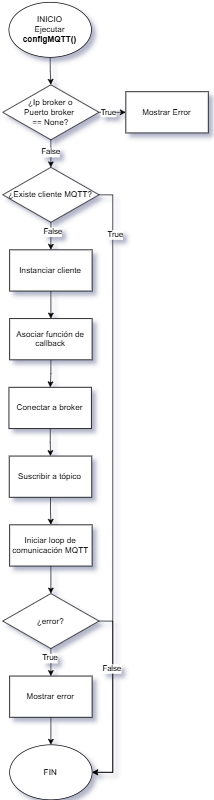 INICIO
Ejecutar
configMQTT()
¿Ip broker o
Puerto broker
== None?
True
Mostrar Error
False
¿Existe cliente MQTT?
False
True
Instanciar cliente
Asociar función de
callback
Conectar a broker
Suscribir a tópico
Iniciar loop de
comunicación MQTT
¿error?
True
False
Mostrar error
FIN